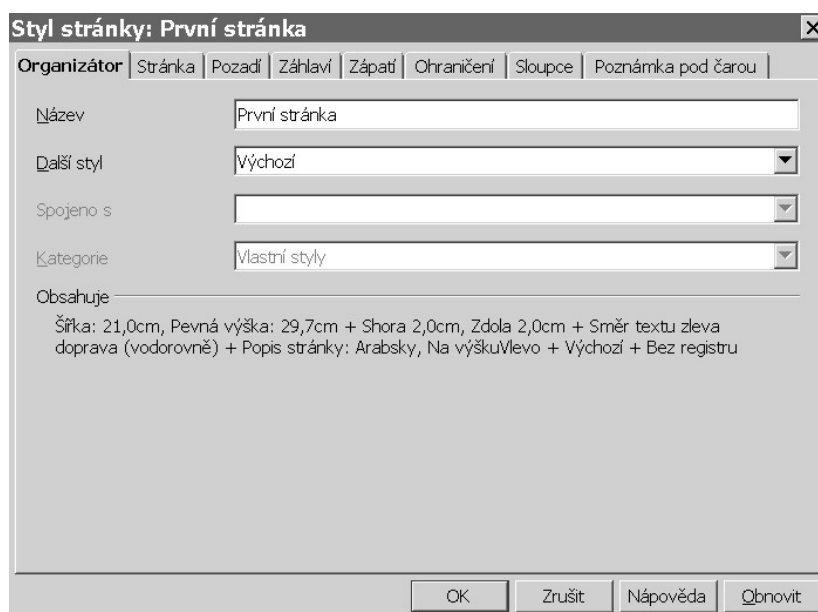 Styl stránky: První stránka
Organizátor Stránka Pozadí Záhlaví Zápatí Ohraničení Sloupce Poznámka pod čarou
Název První stránka
Další styl Výchozí
Spojeno s
Kategorie Vlastní styly
Obsahuje
Šířka: 21,0cm, Pevná výška: 29,7cm + Shora 2,0cm, Zdola 2,0cm + Směr textu zleva
doprava (vodorovně) + Popis stránky: Arabsky, Na výškuVlevo + Výchozí + Bez registru
OK Zrušit Nápověda Obnovit